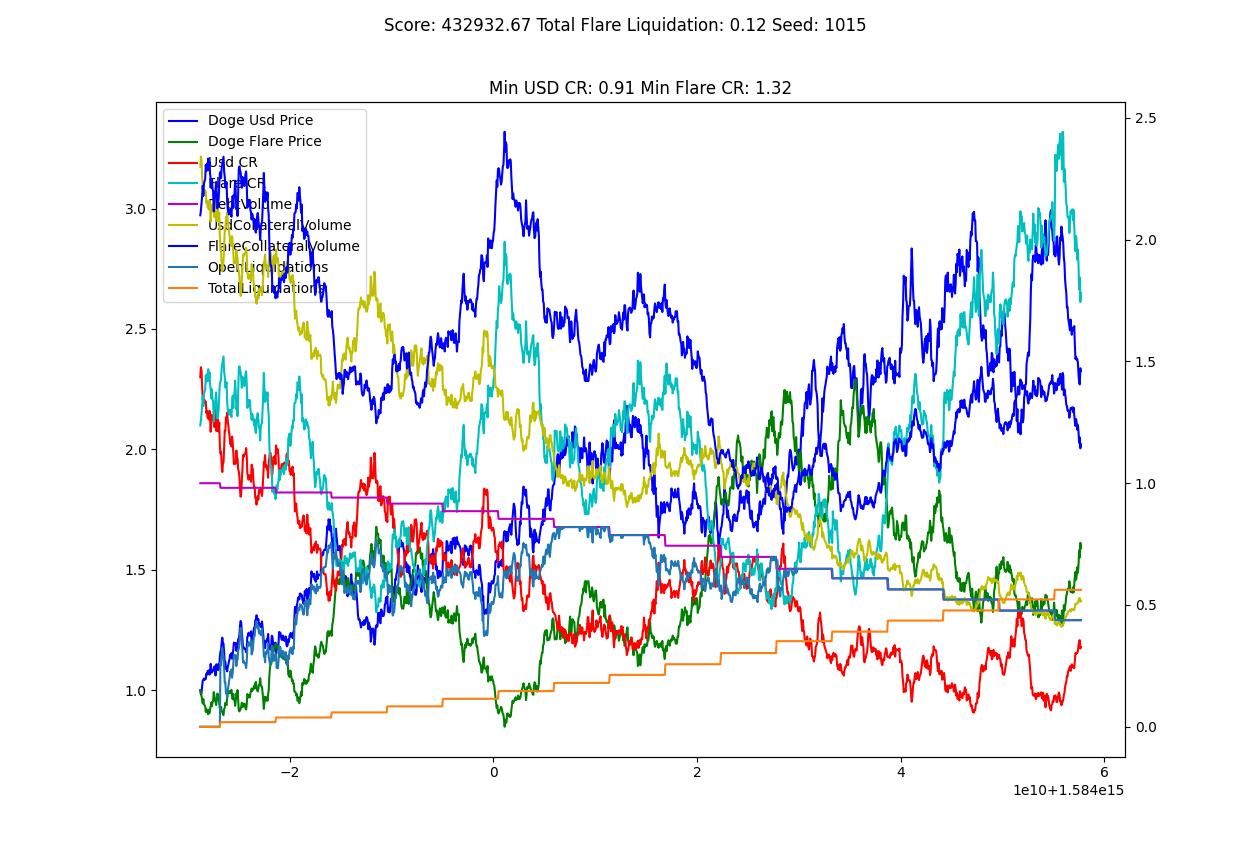 Score: 432932.67 Total Flare Liquidation: 0.12 Seed: 1015
Min USD CR: 0.91 Min Flare CR: 1.32
Doge Usd Price
Doge Flare Price
Usd CR
Flare CR
DebtVolume
UsdCollateralVolume
FlareCollateralVolume
OpenLiquidations
TotalLiquidations
3.0
2.5
2.0
1.5
1.0
2.5
2.0
1.5
1.0
0.5
0.0
−2
0
2
4
6
1e10+1.584e15